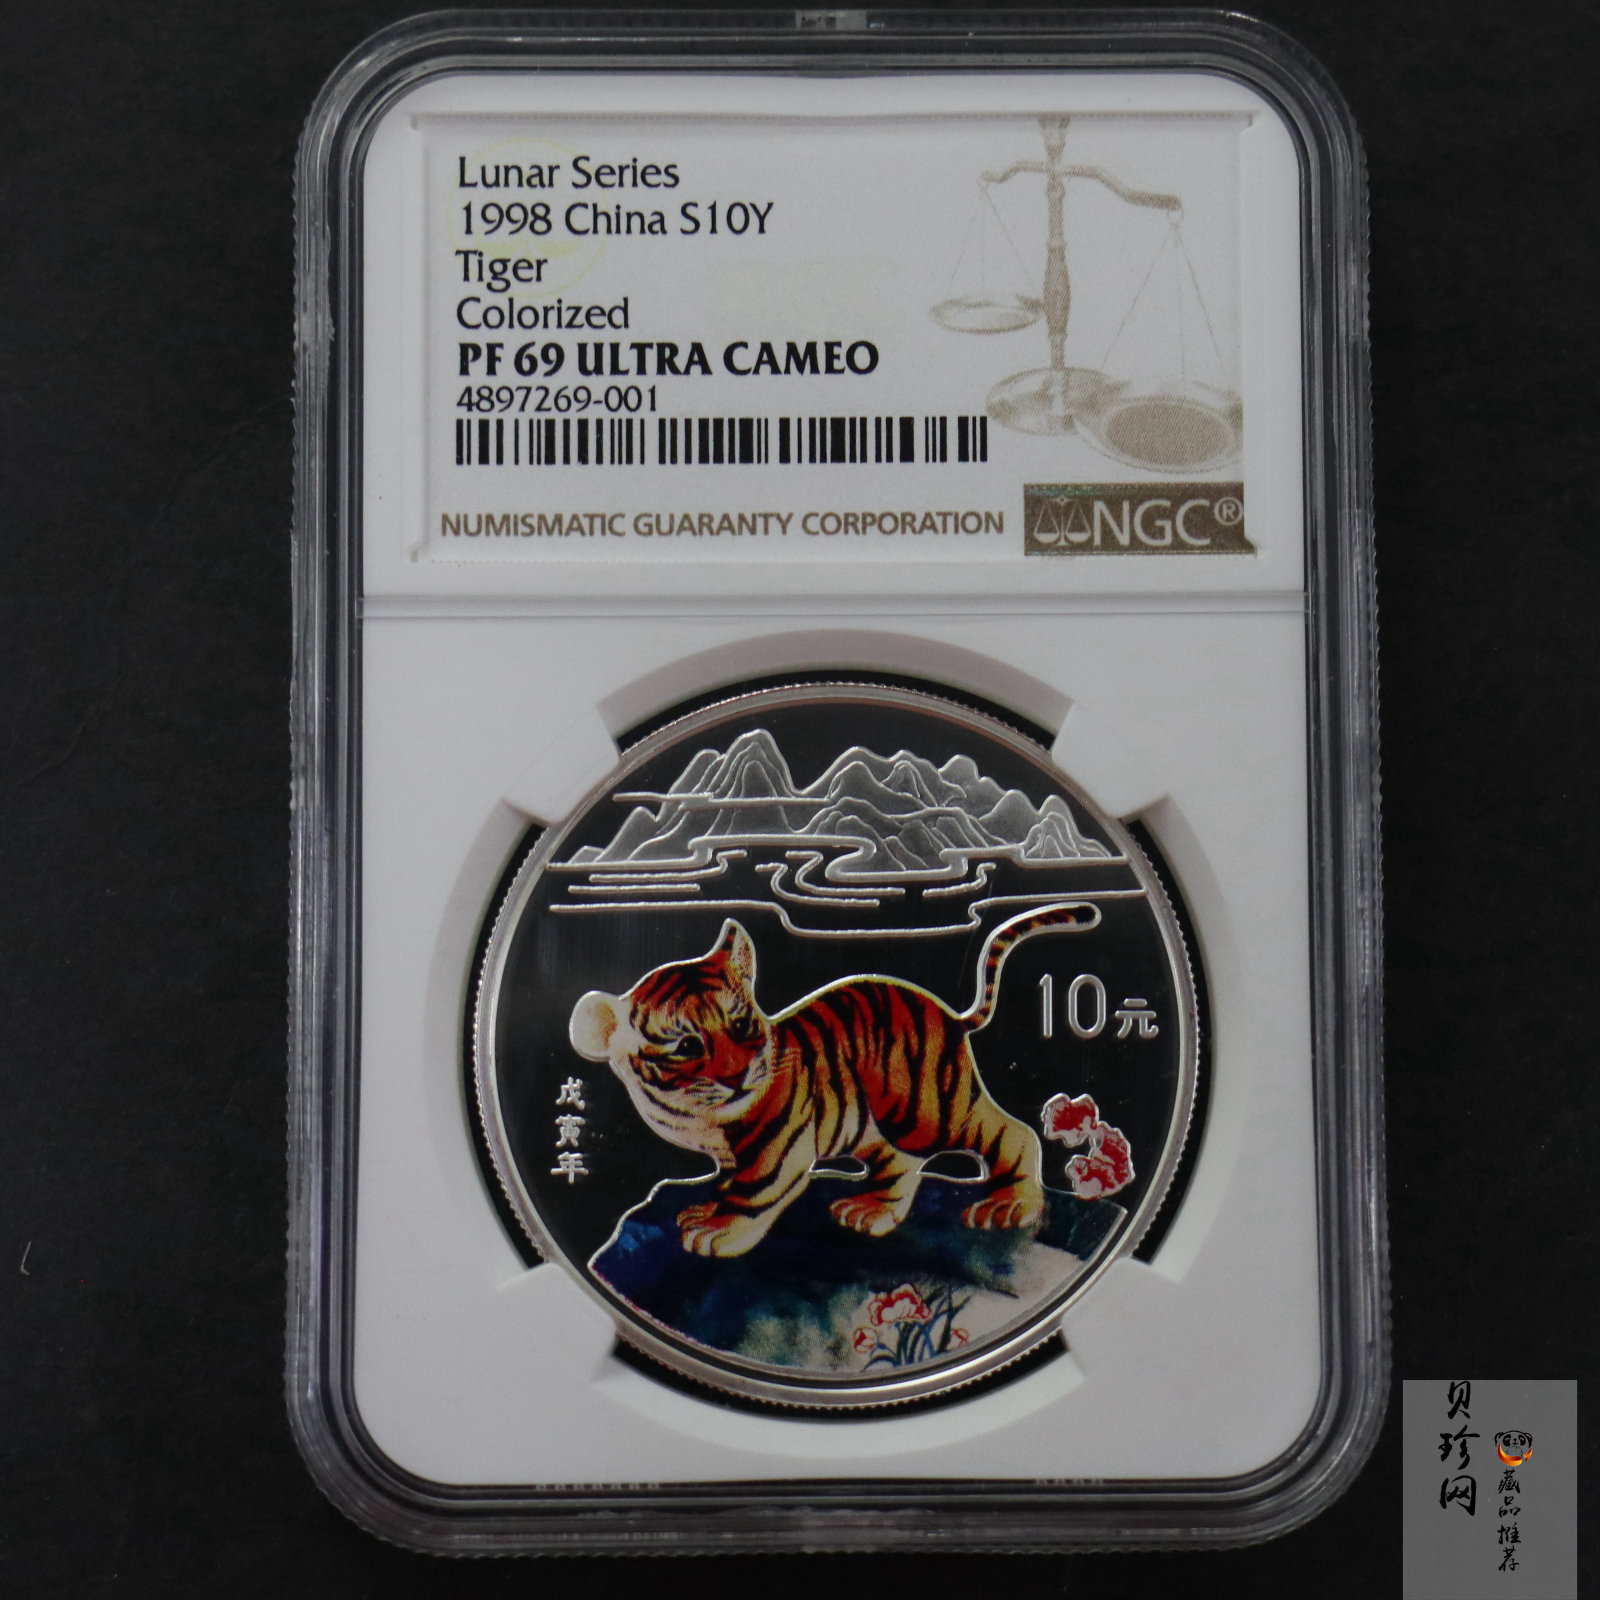 Lunar Series
1998 China S10Y
Tiger
Colorized
PF 69 ULTRA CAMEO
4897269-001
NUMISMATIC GUARANTY CORPORATION
NGC®
10元
戊寅年
贝珍网
藏品推荐